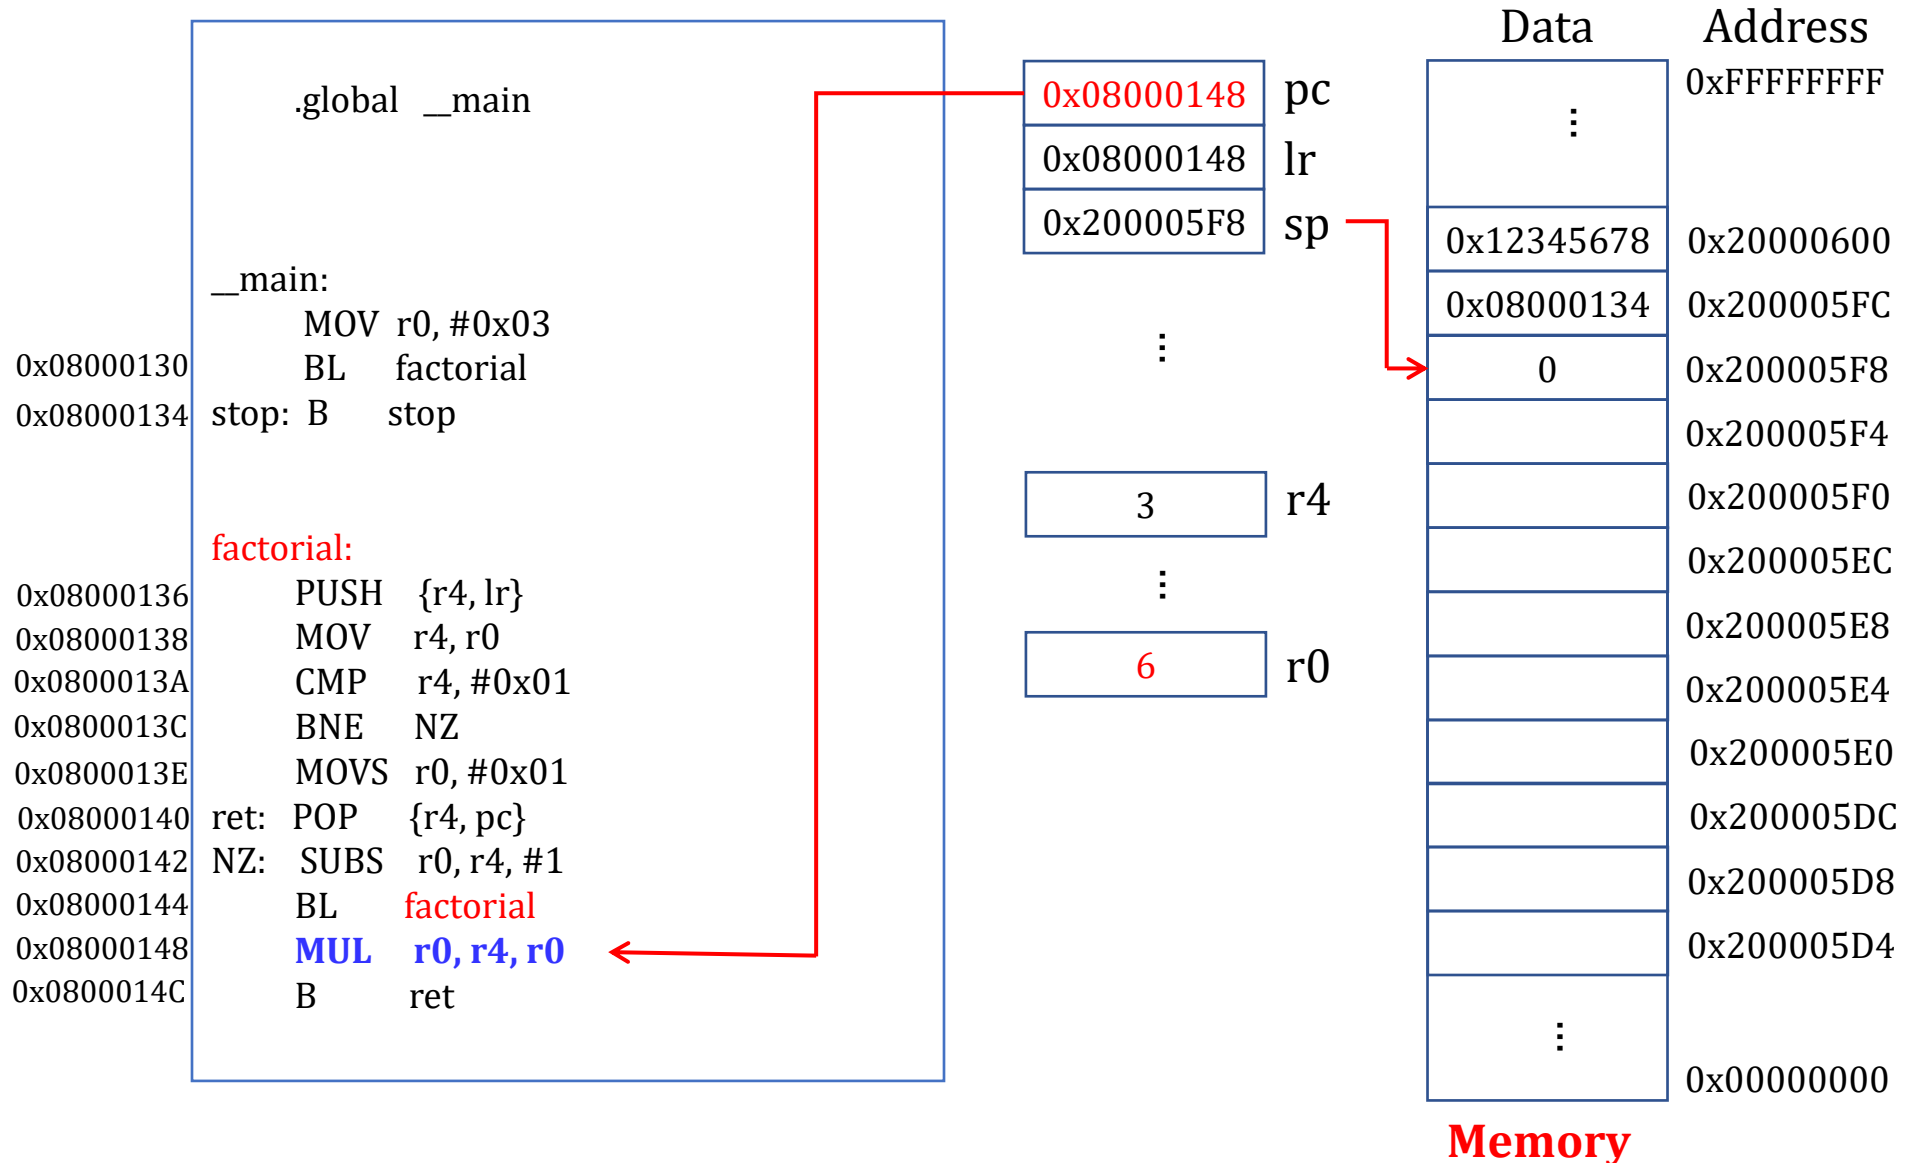 .global __main
__main:
MOV r0, #0x03
0x08000130 BL factorial
0x08000134 stop: B stop
factorial:
0x08000136 PUSH {r4, lr}
0x08000138 MOV r4, r0
0x0800013A CMP r4, #0x01
0x0800013C BNE NZ
0x0800013E MOVS r0, #0x01
0x08000140 ret: POP {r4, pc}
0x08000142 NZ: SUBS r0, r4, #1
0x08000144 BL factorial
0x08000148 MUL r0, r4, r0
0x0800014C B ret
0x08000148 pc
0x08000148 lr
0x200005F8 sp
...
3 r4
...
6 r0
Data Address
0xFFFFFFFF
...
0x12345678 0x20000600
0x08000134 0x200005FC
0 0x200005F8
0x200005F4
0x200005F0
0x200005EC
0x200005E8
0x200005E4
0x200005E0
0x200005DC
0x200005D8
0x200005D4
...
0x00000000
Memory